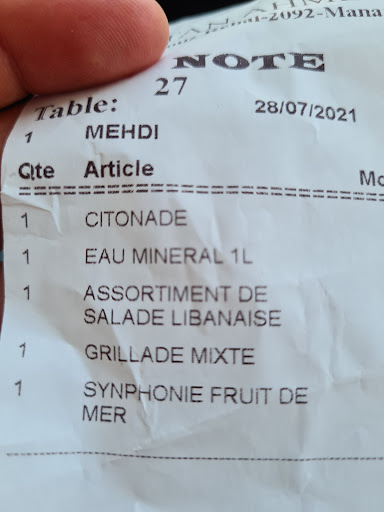 -2092-Mana
NOTE
27
Table:
28/07/2021
1 MEHDI
Qte Article Mo
1 CITONADE
1 EAU MINERAL 1L
1 ASSORTIMENT DE
SALADE LIBANAISE
1 GRILLADE MIXTE
1 SYNPHONIE FRUIT DE
MER